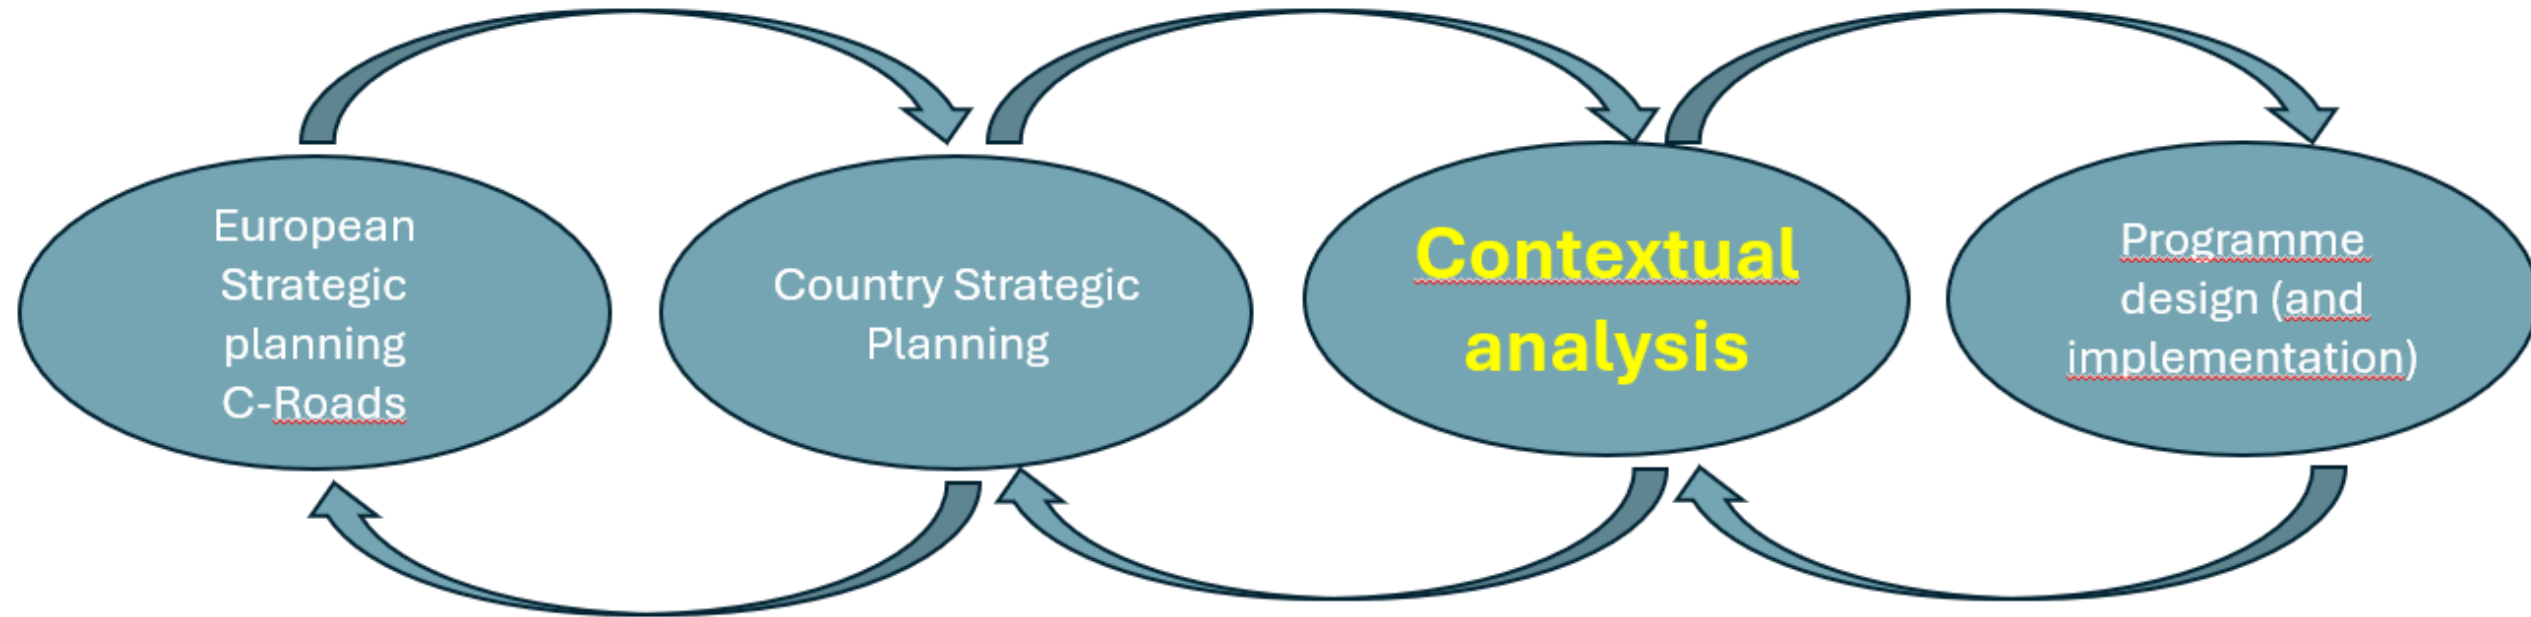 European
Strategic
planning
C-Roads
Country Strategic
Planning
Contextual
analysis
Programme
design (and
implementation)